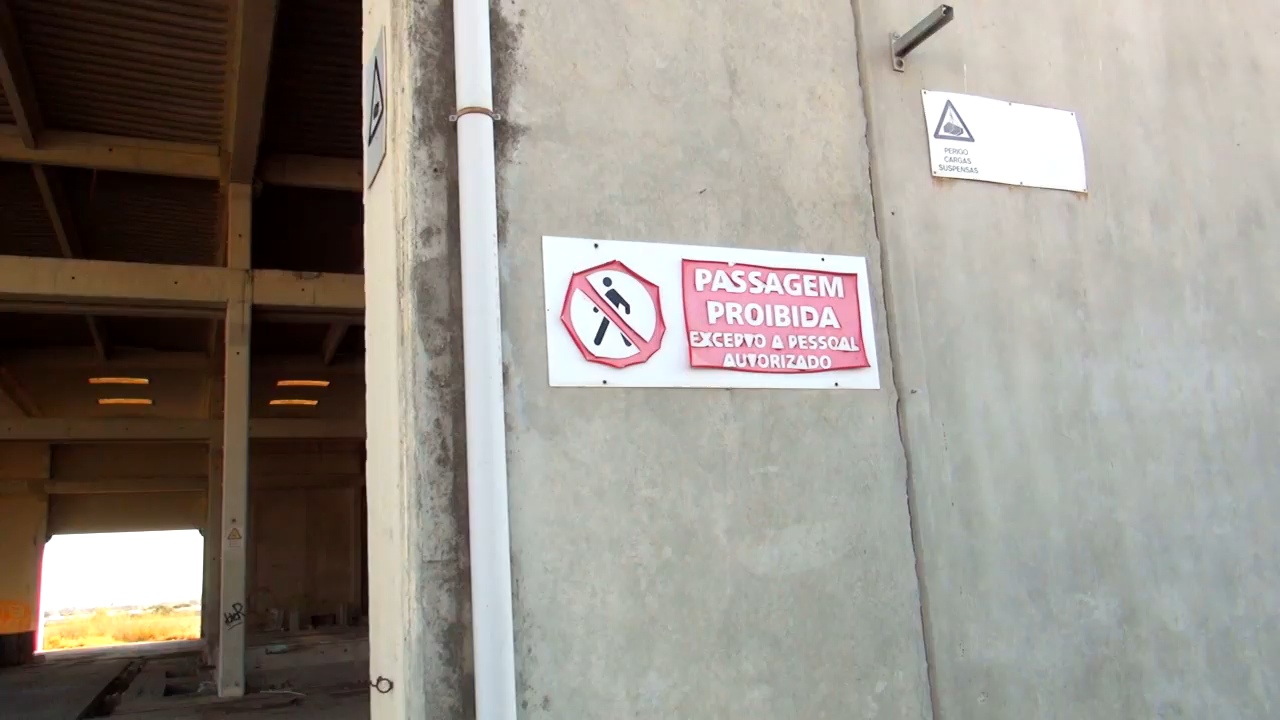 PERIGO
CARGAS
SUSPENSAS
PASSAGEM
PROIBIDA
EXCEPTO A PESSOAL
AUTORIZADO